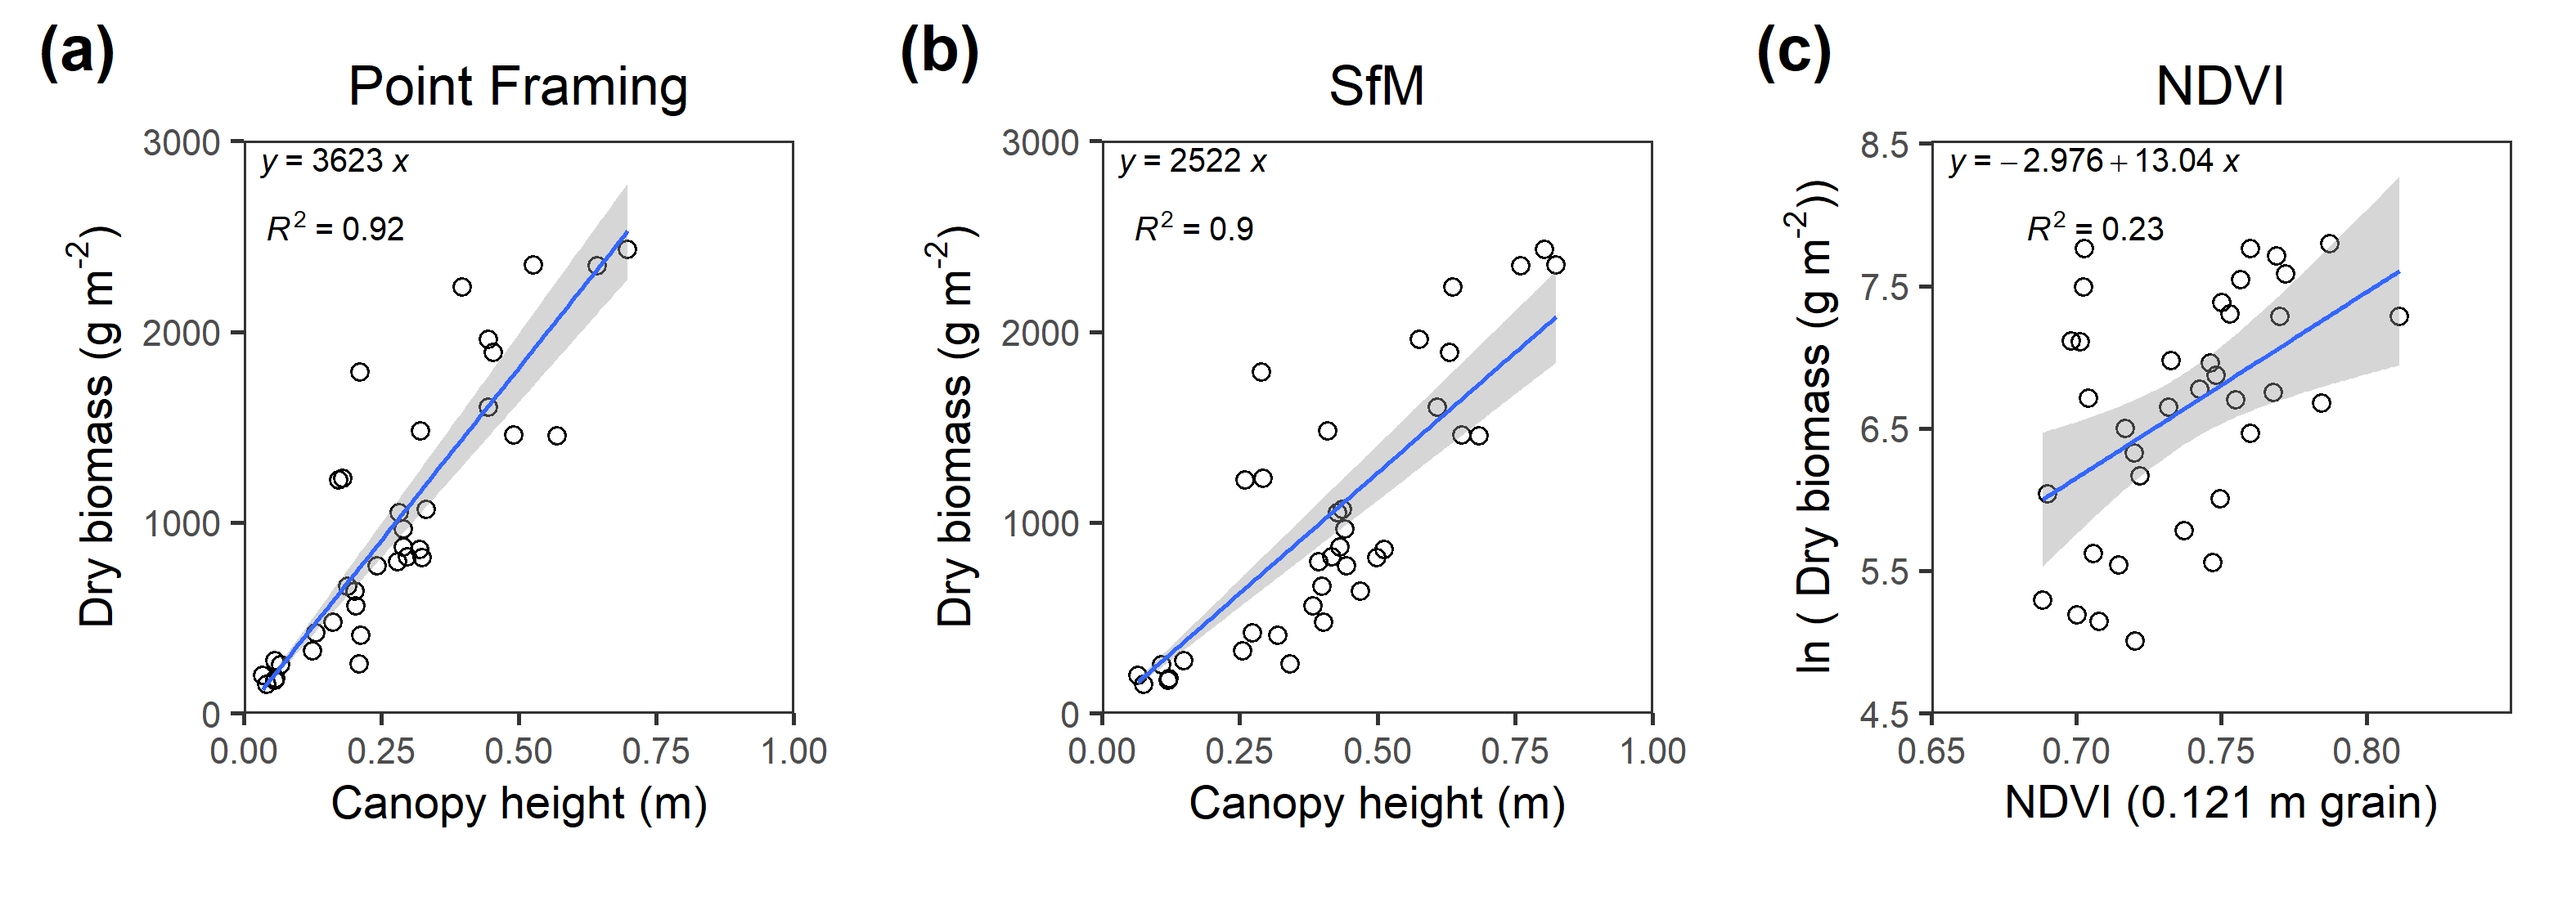 (a)
Point Framing
3000
2000
1000
0
y = 3623 x
R² = 0.92
Dry biomass (g m⁻²)
0.00 0.25 0.50 0.75 1.00
Canopy height (m)
(b)
SfM
3000
2000
1000
0
y = 2522 x
R² = 0.9
Dry biomass (g m⁻²)
0.00 0.25 0.50 0.75 1.00
Canopy height (m)
(c)
NDVI
8.5
7.5
6.5
5.5
4.5
y = −2.976 + 13.04 x
R² = 0.23
ln ( Dry biomass (g m⁻²))
0.65 0.70 0.75 0.80
NDVI (0.121 m grain)